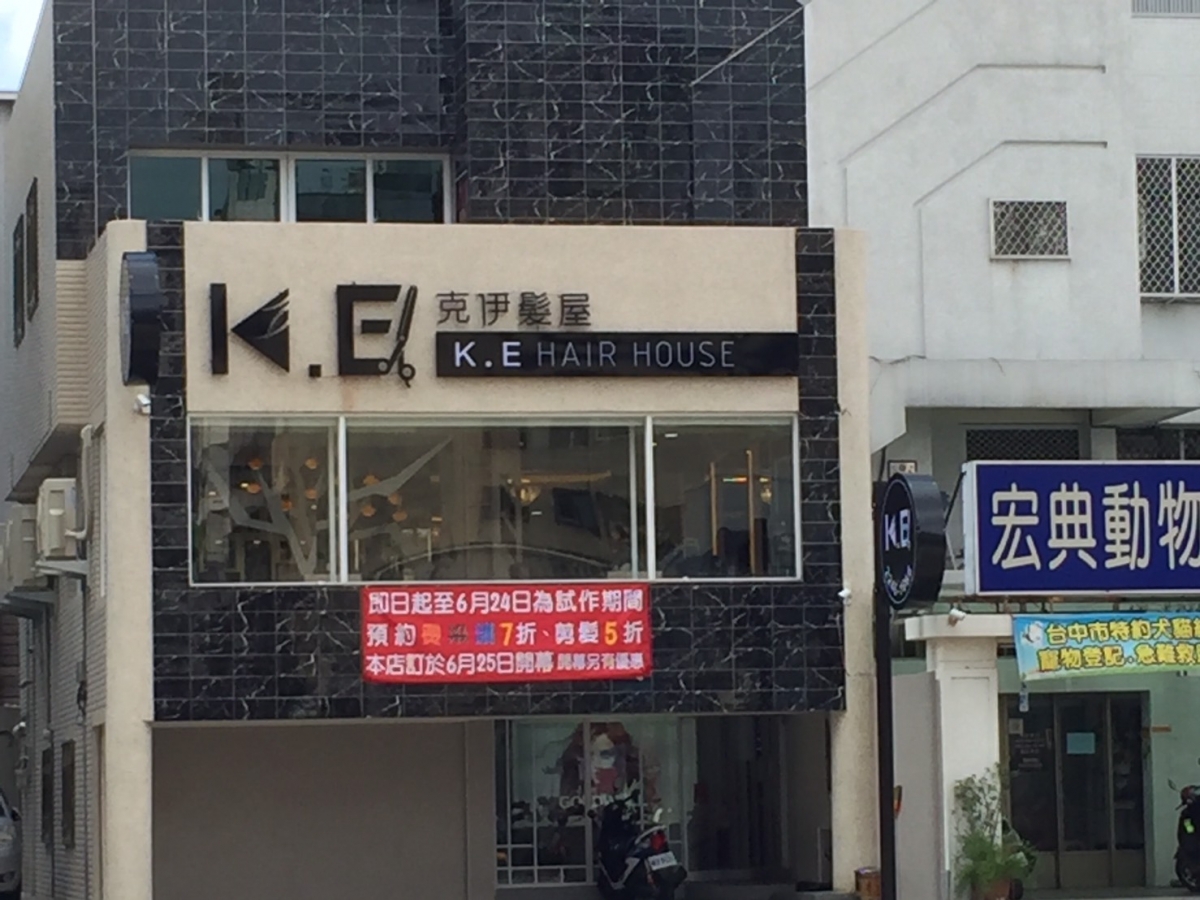 K.E
克伊髮屋
K.E HAIR HOUSE
即日起至6月24日為試作期間
預約 7折、剪髮5折
本店訂於6月25日開幕 開幕另有優惠
K.E
宏典動物
台中市特約犬貓
寵物登記.急難救